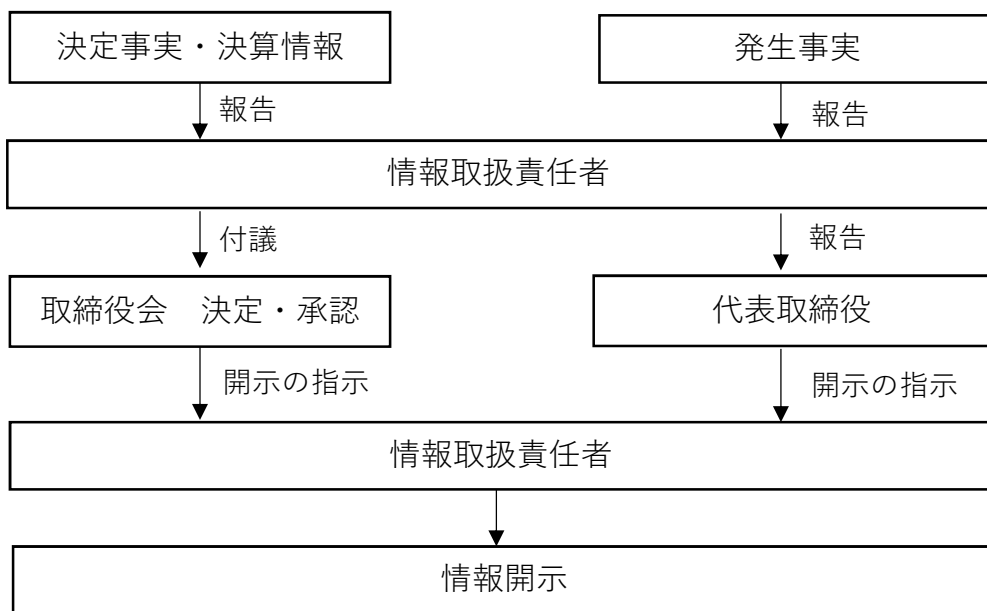 決定事実・決算情報
発生事実
報告
報告
情報取扱責任者
付議
報告
取締役会　決定・承認
代表取締役
開示の指示
開示の指示
情報取扱責任者
情報開示